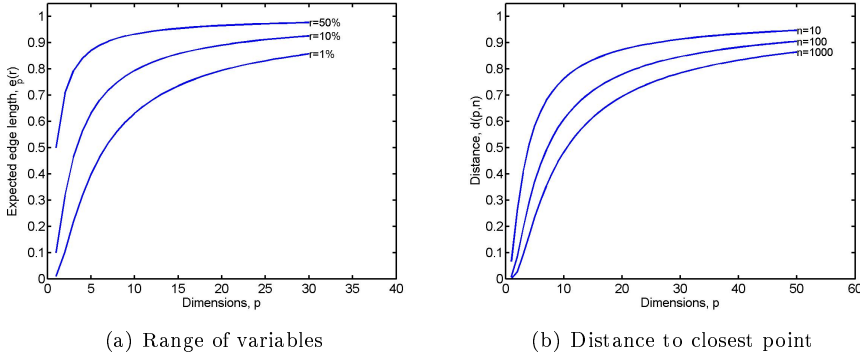 Expected edge length, e_p(r)
1
0.9
0.8
0.7
0.6
0.5
0.4
0.3
0.2
0.1
0
0 5 10 15 20 25 30 35 40
Dimensions, p
r=50%
r=10%
r=1%
(a) Range of variables
Distance, d(p,n)
1
0.9
0.8
0.7
0.6
0.5
0.4
0.3
0.2
0.1
0
0 10 20 30 40 50 60
Dimensions, p
n=10
n=100
n=1000
(b) Distance to closest point